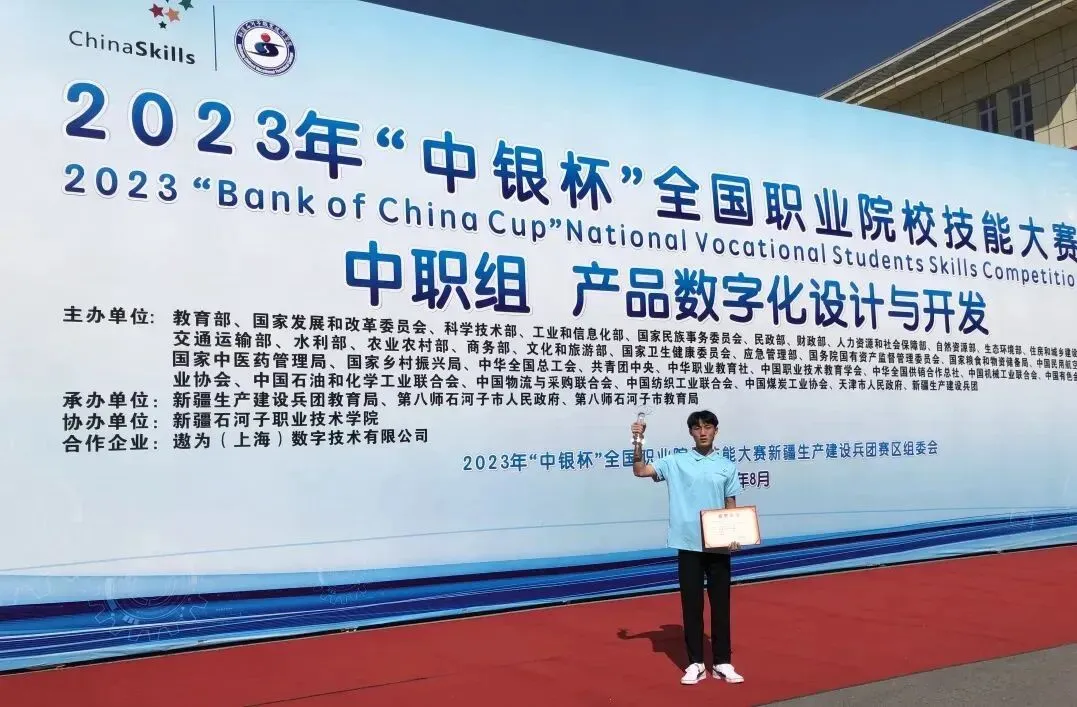 ChinaSkills
2023年“中银杯”全国职业院校技能大赛
2023 “Bank of China Cup”National Vocational Students Skills Competitio
中职组 产品数字化设计与开发
主办单位：教育部、国家发展和改革委员会、科学技术部、工业和信息化部、国家民族事务委员会、民政部、财政部、人力资源和社会保障部、自然资源部、生态环境部、住房和城乡建设
交通运输部、水利部、农业农村部、商务部、文化和旅游部、国家卫生健康委员会、应急管理部、国务院国有资产监督管理委员会、国家粮食和物资储备局、中国民用航空
国家中医药管理局、国家乡村振兴局、中华全国总工会、共青团中央、中华职业教育社、中国职业技术教育学会、中华全国供销合作总社、中国机械工业联合会、中国有色金
业协会、中国石油和化学工业联合会、中国物流与采购联合会、中国纺织工业联合会、中国煤炭工业协会、天津市人民政府、新疆生产建设兵团
承办单位：新疆生产建设兵团教育局、第八师石河子市人民政府、第八师石河子市教育局
协办单位：新疆石河子职业技术学院
合作企业：遨为（上海）数字技术有限公司
2023年“中银杯”全国职业院 技能大赛新疆生产建设兵团赛区组委会
年8月